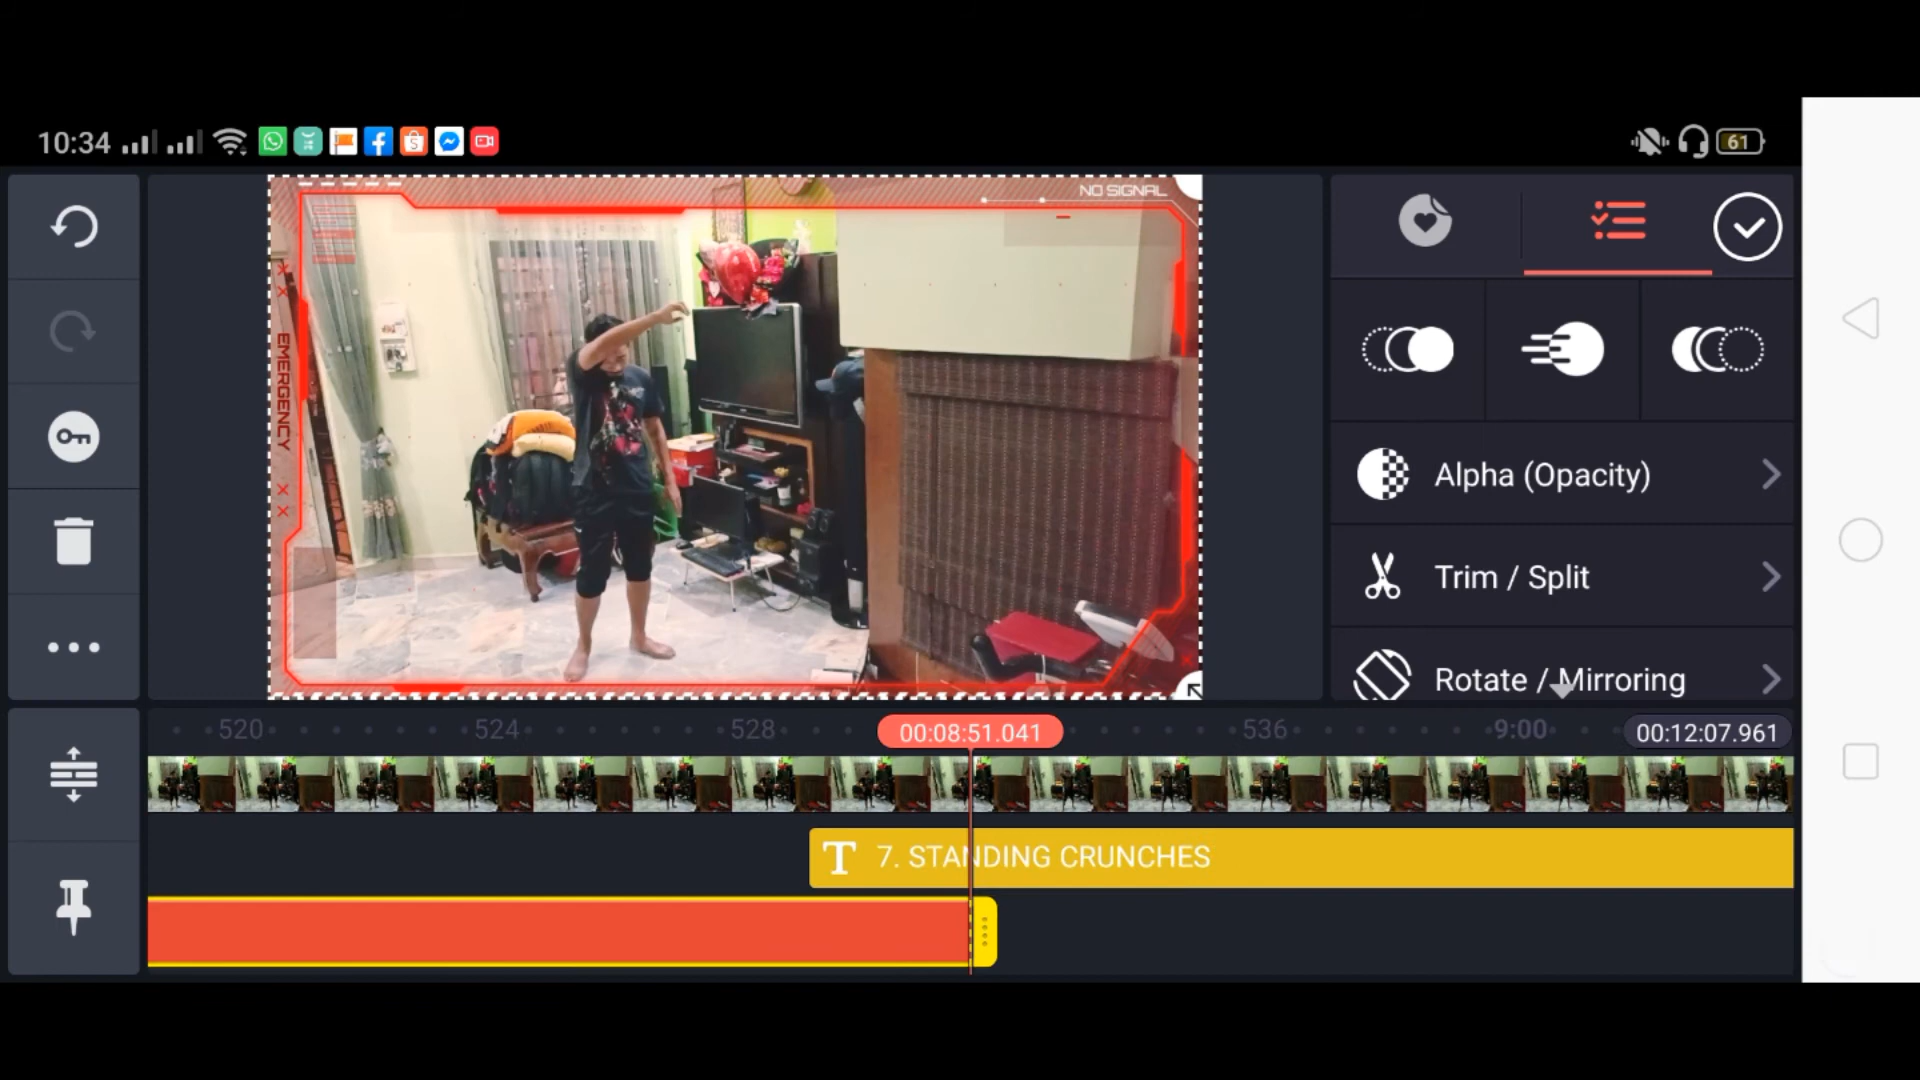 10:34
61
NO SIGNAL
EMERGENCY
Alpha (Opacity)
Trim / Split
Rotate / Mirroring
520
524
528
00:08:51.041
536
9:00
00:12:07.961
T 7. STANDING CRUNCHES